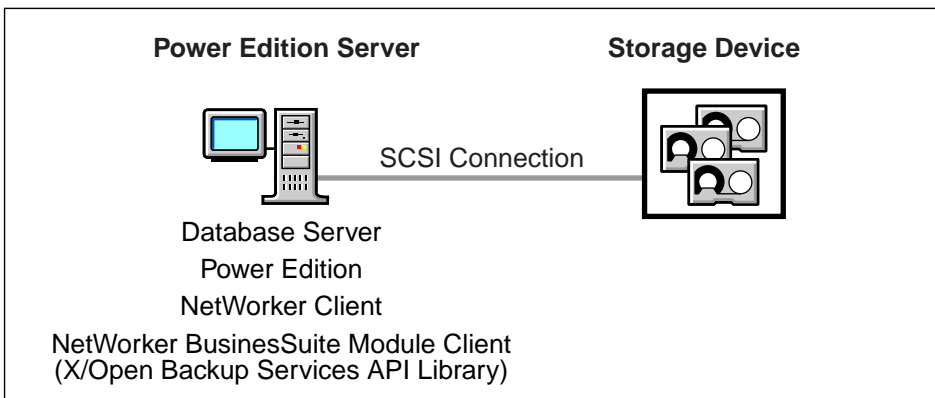 Power Edition Server
Storage Device
SCSI Connection
Database Server
Power Edition
NetWorker Client
NetWorker BusinesSuite Module Client
(X/Open Backup Services API Library)